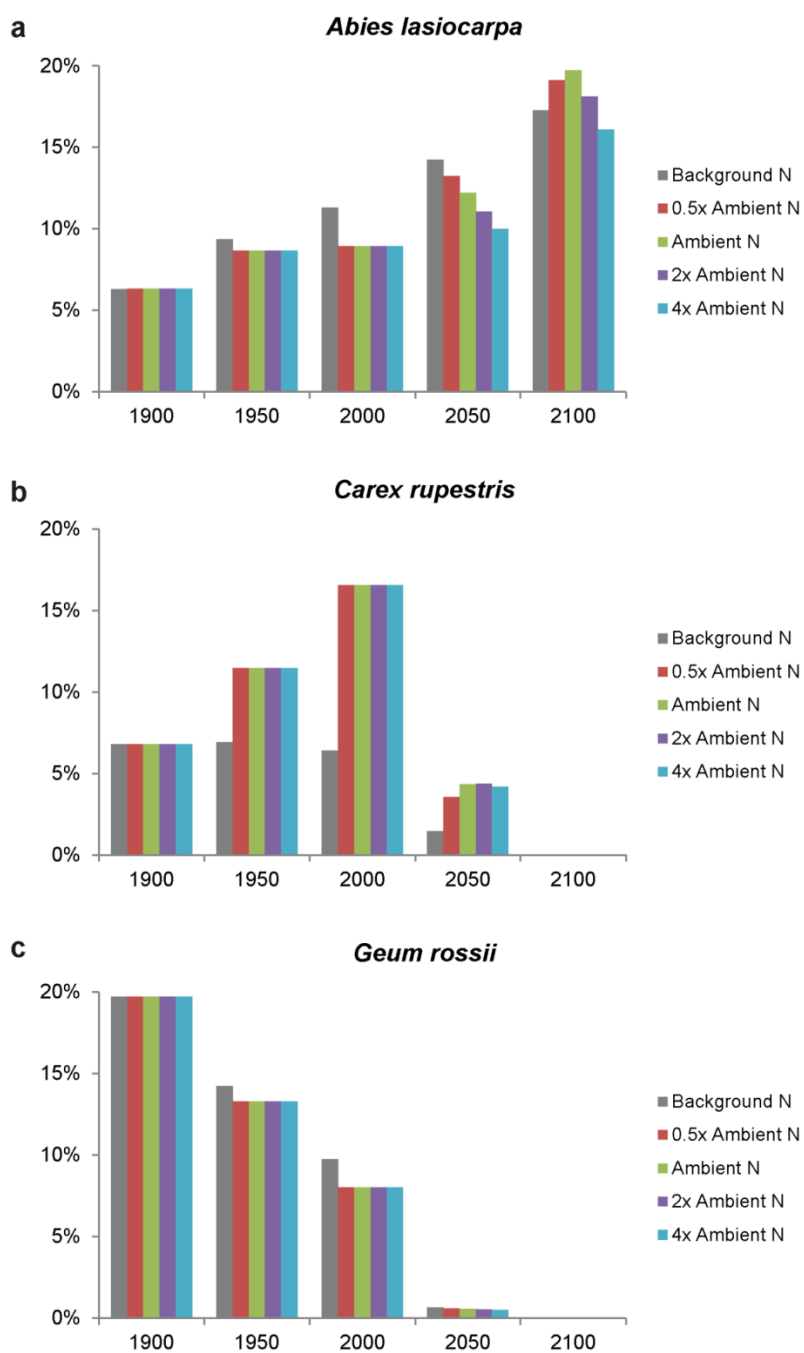 a
Abies lasiocarpa
20%
15%
10%
5%
0%
1900 1950 2000 2050 2100
Background N
0.5x Ambient N
Ambient N
2x Ambient N
4x Ambient N
b
Carex rupestris
20%
15%
10%
5%
0%
1900 1950 2000 2050 2100
Background N
0.5x Ambient N
Ambient N
2x Ambient N
4x Ambient N
c
Geum rossii
20%
15%
10%
5%
0%
1900 1950 2000 2050 2100
Background N
0.5x Ambient N
Ambient N
2x Ambient N
4x Ambient N